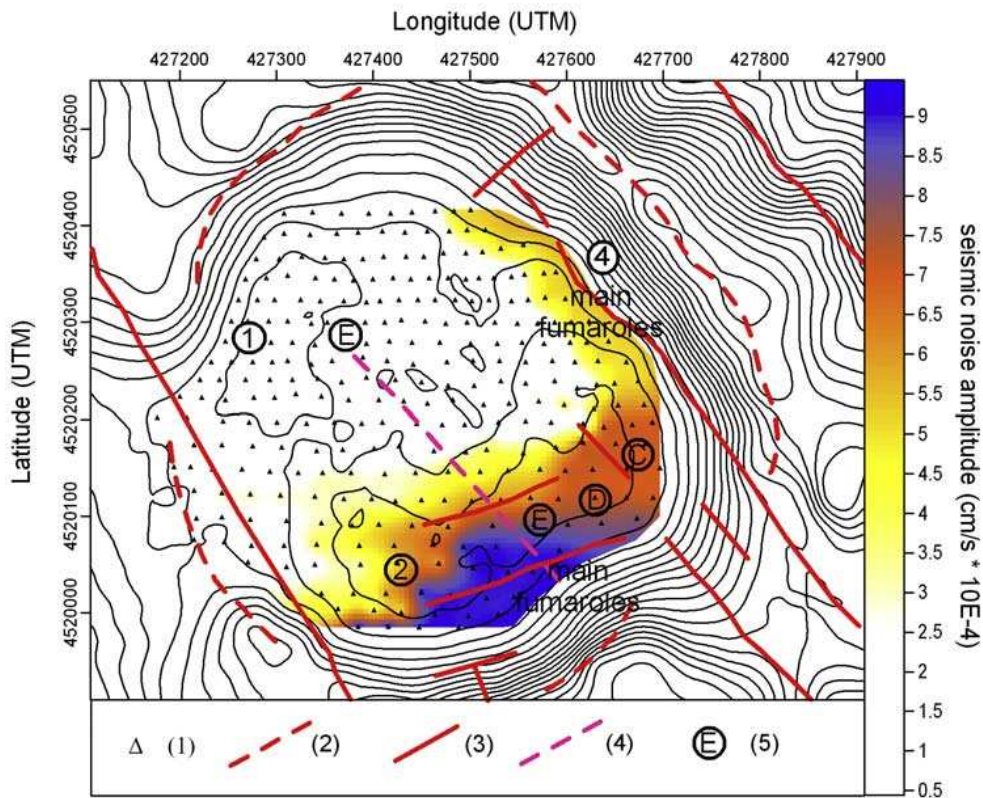 Longitude (UTM)
427200 427300 427400 427500 427600 427700 427800 427900
Latitude (UTM)
4520500
4520400
4520300
4520200
4520100
4520000
1
E
4
main
fumaroles
C
D
E
2
main
fumaroles
9
8.5
8
7.5
7
6.5
6
5.5
5
4.5
4
3.5
3
2.5
2
1.5
1
0.5
seismic noise amplitude (cm/s * 10E-4)
Δ (1) (2) (3) (4) E (5)